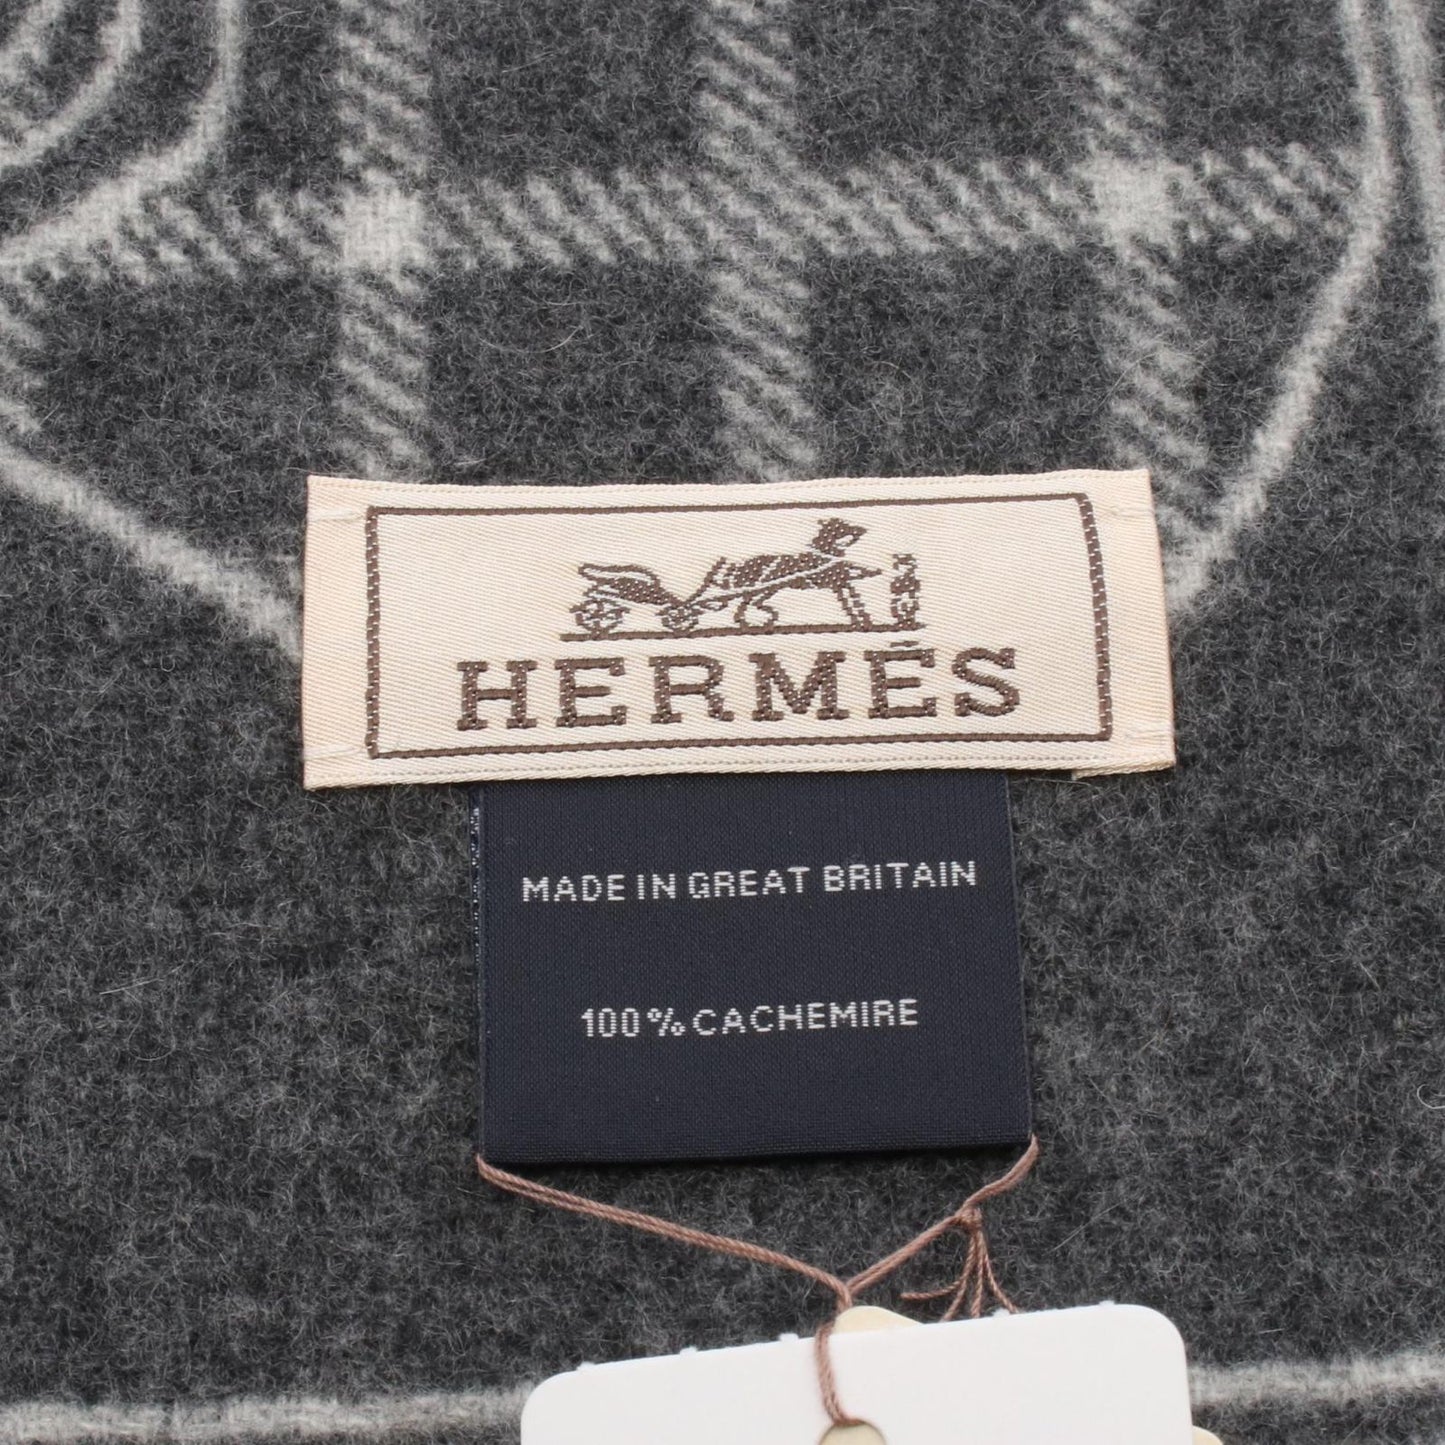 HERMÈS
MADE IN GREAT BRITAIN
100% CACHEMIRE